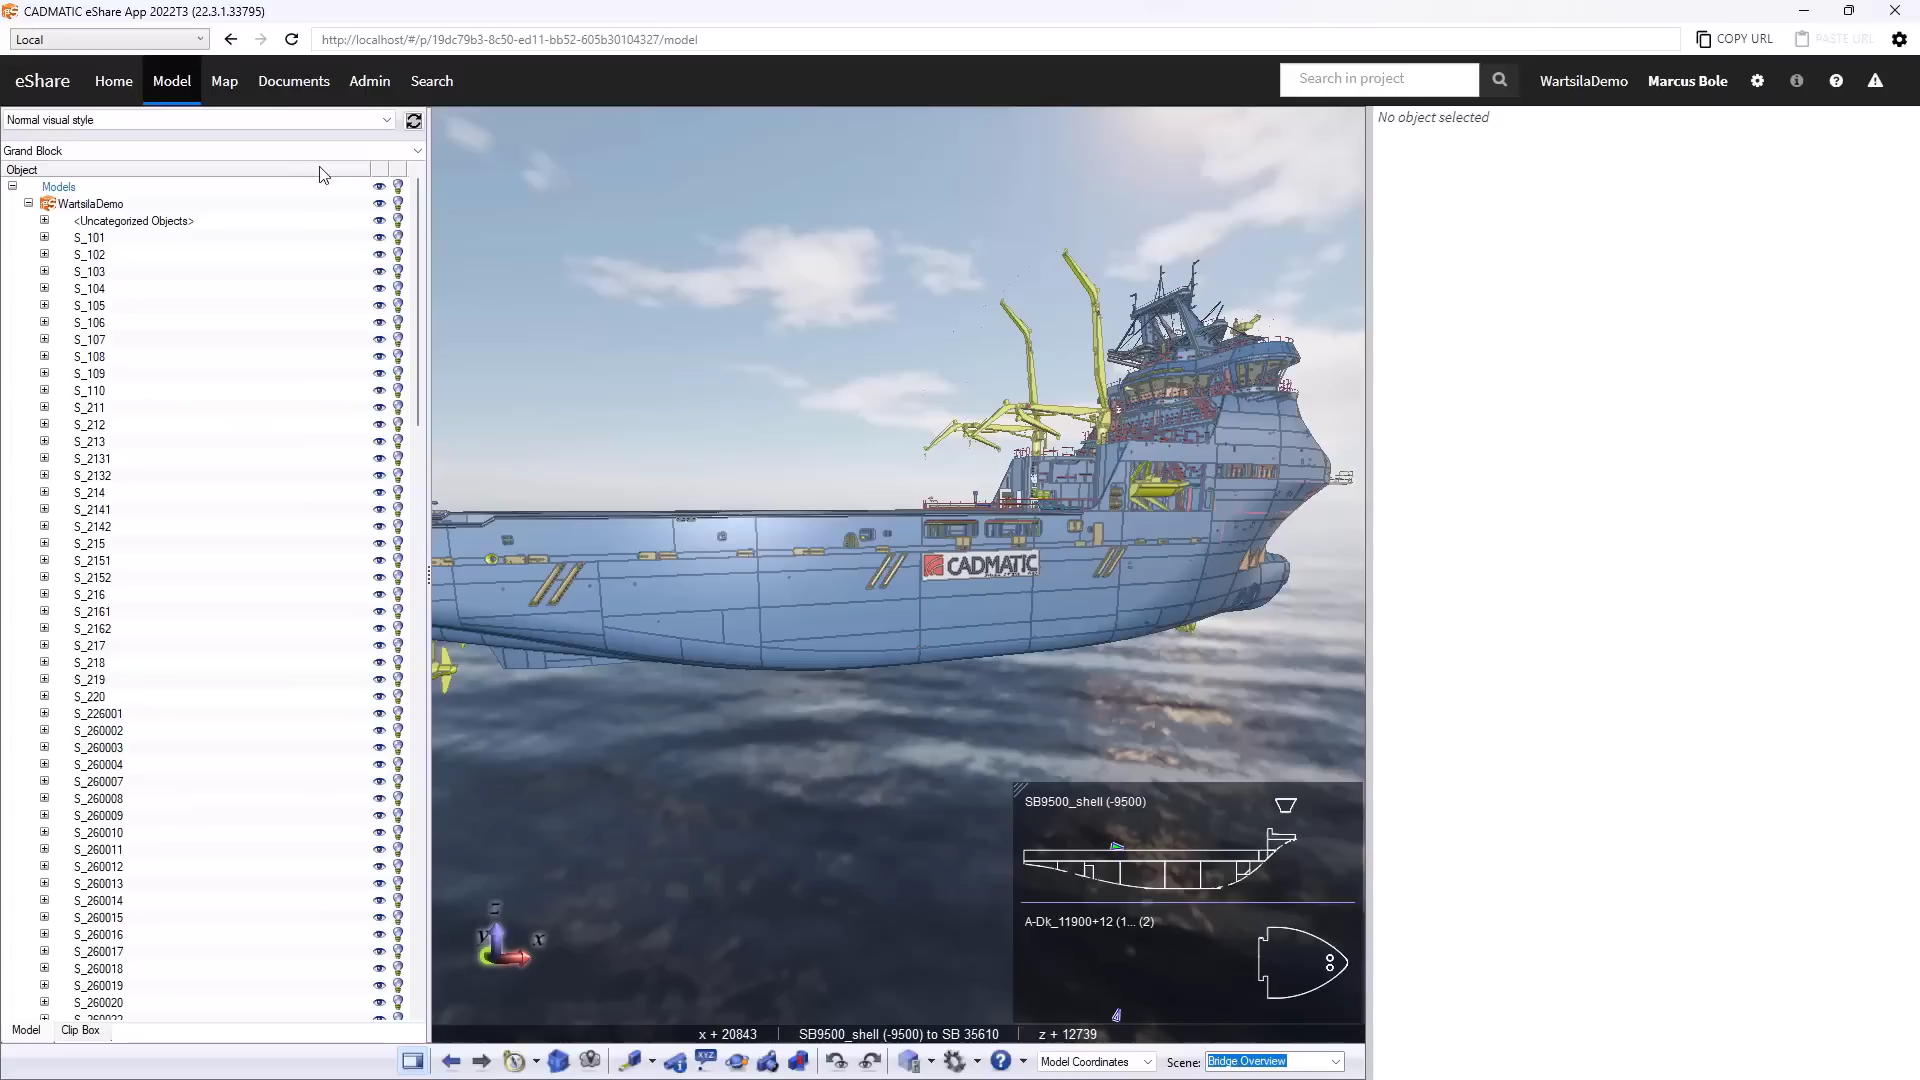 CADMATIC eShare App 2022T3 (22.3.1.33795)
Local
http://localhost/#/p/19dc79b3-8c50-ed11-bb52-605b30104327/model
COPY URL
PASTE URL
eShare
Home
Model
Map
Documents
Admin
Search
Search in project
WartsilaDemo
Marcus Bole
Normal visual style
Grand Block
Object
Models
WartsilaDemo
<Uncategorized Objects>
S_101
S_102
S_103
S_104
S_105
S_106
S_107
S_108
S_109
S_110
S_211
S_212
S_213
S_2131
S_2132
S_214
S_2141
S_2142
S_215
S_2151
S_2152
S_216
S_2161
S_2162
S_217
S_218
S_219
S_220
S_226001
S_260002
S_260003
S_260004
S_260007
S_260008
S_260009
S_260010
S_260011
S_260012
S_260013
S_260014
S_260015
S_260016
S_260017
S_260018
S_260019
S_260020
Model
Clip Box
No object selected
CADMATIC
SB9500_shell (-9500)
A-Dk_11900+12 (1... (2)
x
x + 20843
SB9500_shell (-9500) to SB 35610
z + 12739
XYZ
Model Coordinates
Scene:
Bridge Overview